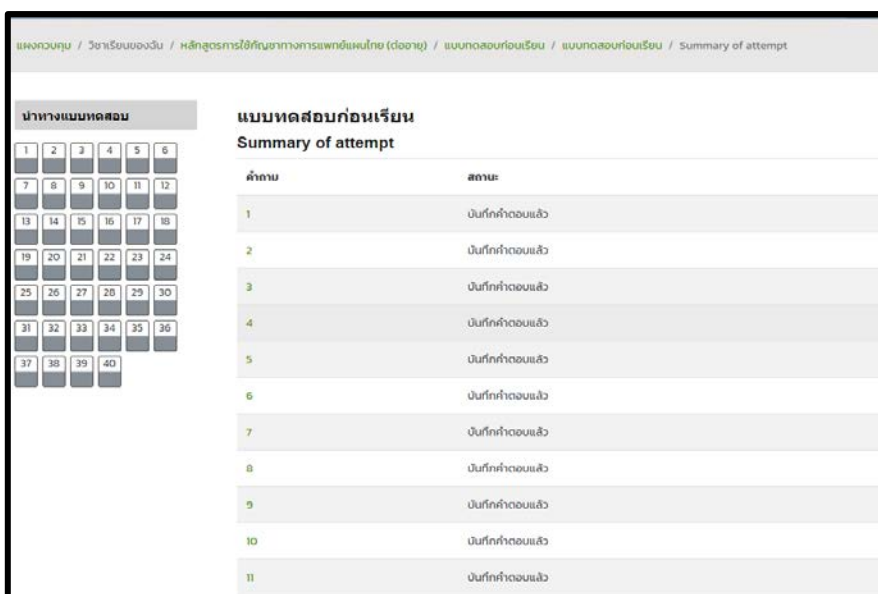 แผงควบคุม / วิชาเรียนของฉัน / หลักสูตรการใช้กัญชาทางการแพทย์แผนไทย (ต่ออายุ) / แบบทดสอบก่อนเรียน / แบบทดสอบก่อนเรียน / Summary of attempt
นำทางแบบทดสอบ
1 2 3 4 5 6
7 8 9 10 11 12
13 14 15 16 17 18
19 20 21 22 23 24
25 26 27 28 29 30
31 32 33 34 35 36
37 38 39 40
แบบทดสอบก่อนเรียน
Summary of attempt
คำถาม สถานะ
1 บันทึกคำตอบแล้ว
2 บันทึกคำตอบแล้ว
3 บันทึกคำตอบแล้ว
4 บันทึกคำตอบแล้ว
5 บันทึกคำตอบแล้ว
6 บันทึกคำตอบแล้ว
7 บันทึกคำตอบแล้ว
8 บันทึกคำตอบแล้ว
9 บันทึกคำตอบแล้ว
10 บันทึกคำตอบแล้ว
11 บันทึกคำตอบแล้ว